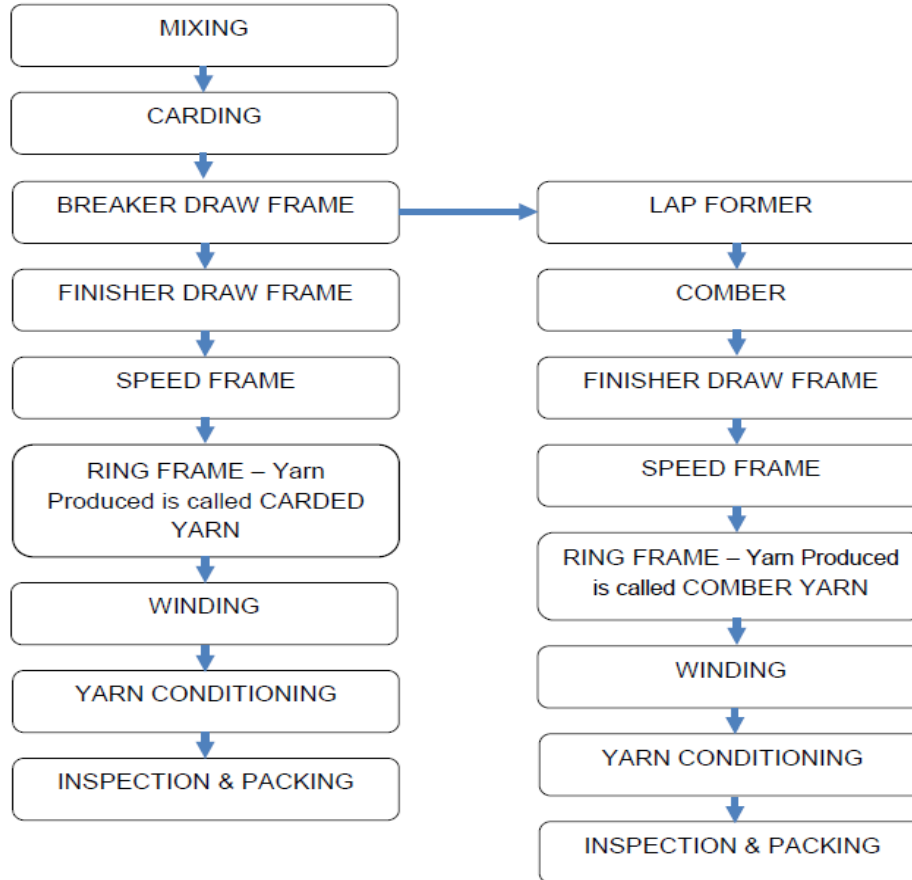 MIXING
CARDING
BREAKER DRAW FRAME
FINISHER DRAW FRAME
SPEED FRAME
RING FRAME – Yarn
Produced is called CARDED
YARN
WINDING
YARN CONDITIONING
INSPECTION & PACKING
LAP FORMER
COMBER
FINISHER DRAW FRAME
SPEED FRAME
RING FRAME – Yarn Produced
is called COMBER YARN
WINDING
YARN CONDITIONING
INSPECTION & PACKING